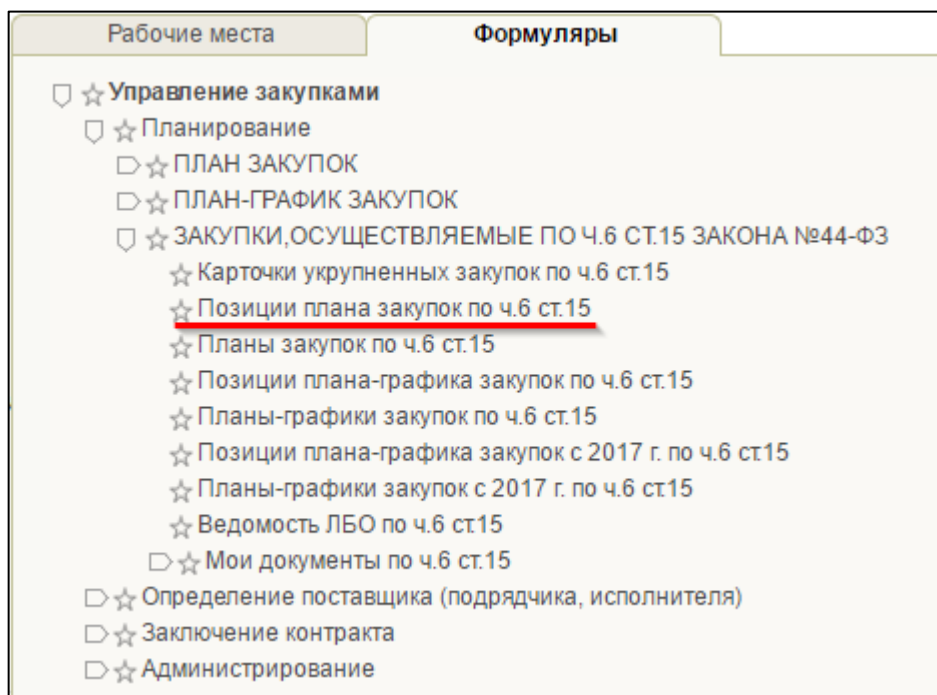 Рабочие места
Формуляры
Управление закупками
Планирование
ПЛАН ЗАКУПОК
ПЛАН-ГРАФИК ЗАКУПОК
ЗАКУПКИ,ОСУЩЕСТВЛЯЕМЫЕ ПО Ч.6 СТ.15 ЗАКОНА №44-ФЗ
Карточки укрупненных закупок по ч.6 ст.15
Позиции плана закупок по ч.6 ст.15
Планы закупок по ч.6 ст.15
Позиции плана-графика закупок по ч.6 ст.15
Планы-графики закупок по ч.6 ст.15
Позиции плана-графика закупок с 2017 г. по ч.6 ст.15
Планы-графики закупок с 2017 г. по ч.6 ст.15
Ведомость ЛБО по ч.6 ст.15
Мои документы по ч.6 ст.15
Определение поставщика (подрядчика, исполнителя)
Заключение контракта
Администрирование